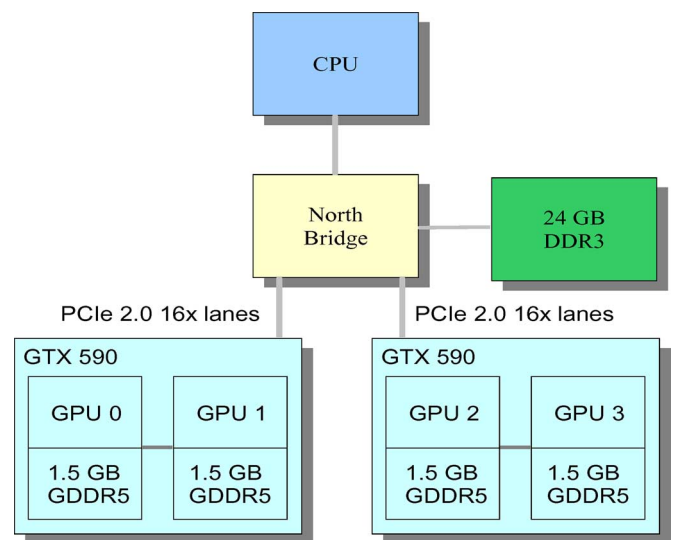 CPU
North
Bridge
24 GB
DDR3
PCIe 2.0 16x lanes
PCIe 2.0 16x lanes
GTX 590
GPU 0
GPU 1
1.5 GB
GDDR5
1.5 GB
GDDR5
GTX 590
GPU 2
GPU 3
1.5 GB
GDDR5
1.5 GB
GDDR5